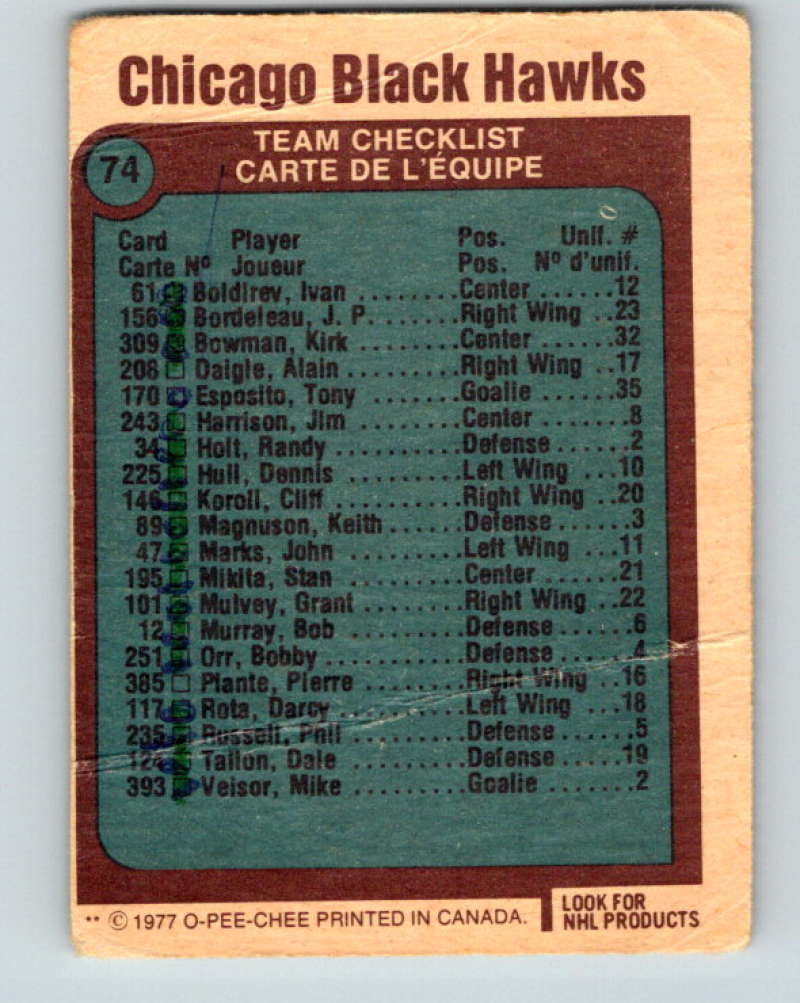 Chicago Black Hawks
74
TEAM CHECKLIST
CARTE DE L'ÉQUIPE
Card Player Pos. Unif. #
Carte Nº Joueur Pos. Nº d'unif.
61 Boldirev, Ivan ........Center ......12
156 Bordeleau, J. P. ........Right Wing ..23
309 Bowman, Kirk ........Center ......32
208 Daigle, Alain ........Right Wing ..17
170 Esposito, Tony .......Goalie ......35
243 Harrison, Jim ........Center .......8
34 Holt, Randy ..........Defense ......2
225 Hull, Dennis .........Left Wing ...10
146 Koroll, Cliff ..........Right Wing ..20
89 Magnuson, Keith ......Defense ......3
47 Marks, John .........Left Wing ...11
195 Mikita, Stan .........Center ......21
101 Mulvey, Grant ........Right Wing ..22
12 Murray, Bob .........Defense ......6
251 Orr, Bobby ...........Defense ......4
385 Plante, Pierre ........Right Wing ..16
117 Rota, Darcy ..........Left Wing ...18
235 Russell, Phil .........Defense ......5
124 Tallon, Dale .........Defense .....19
393 Veisor, Mike .........Goalie .......2
** © 1977 O-PEE-CHEE PRINTED IN CANADA.
LOOK FOR
NHL PRODUCTS